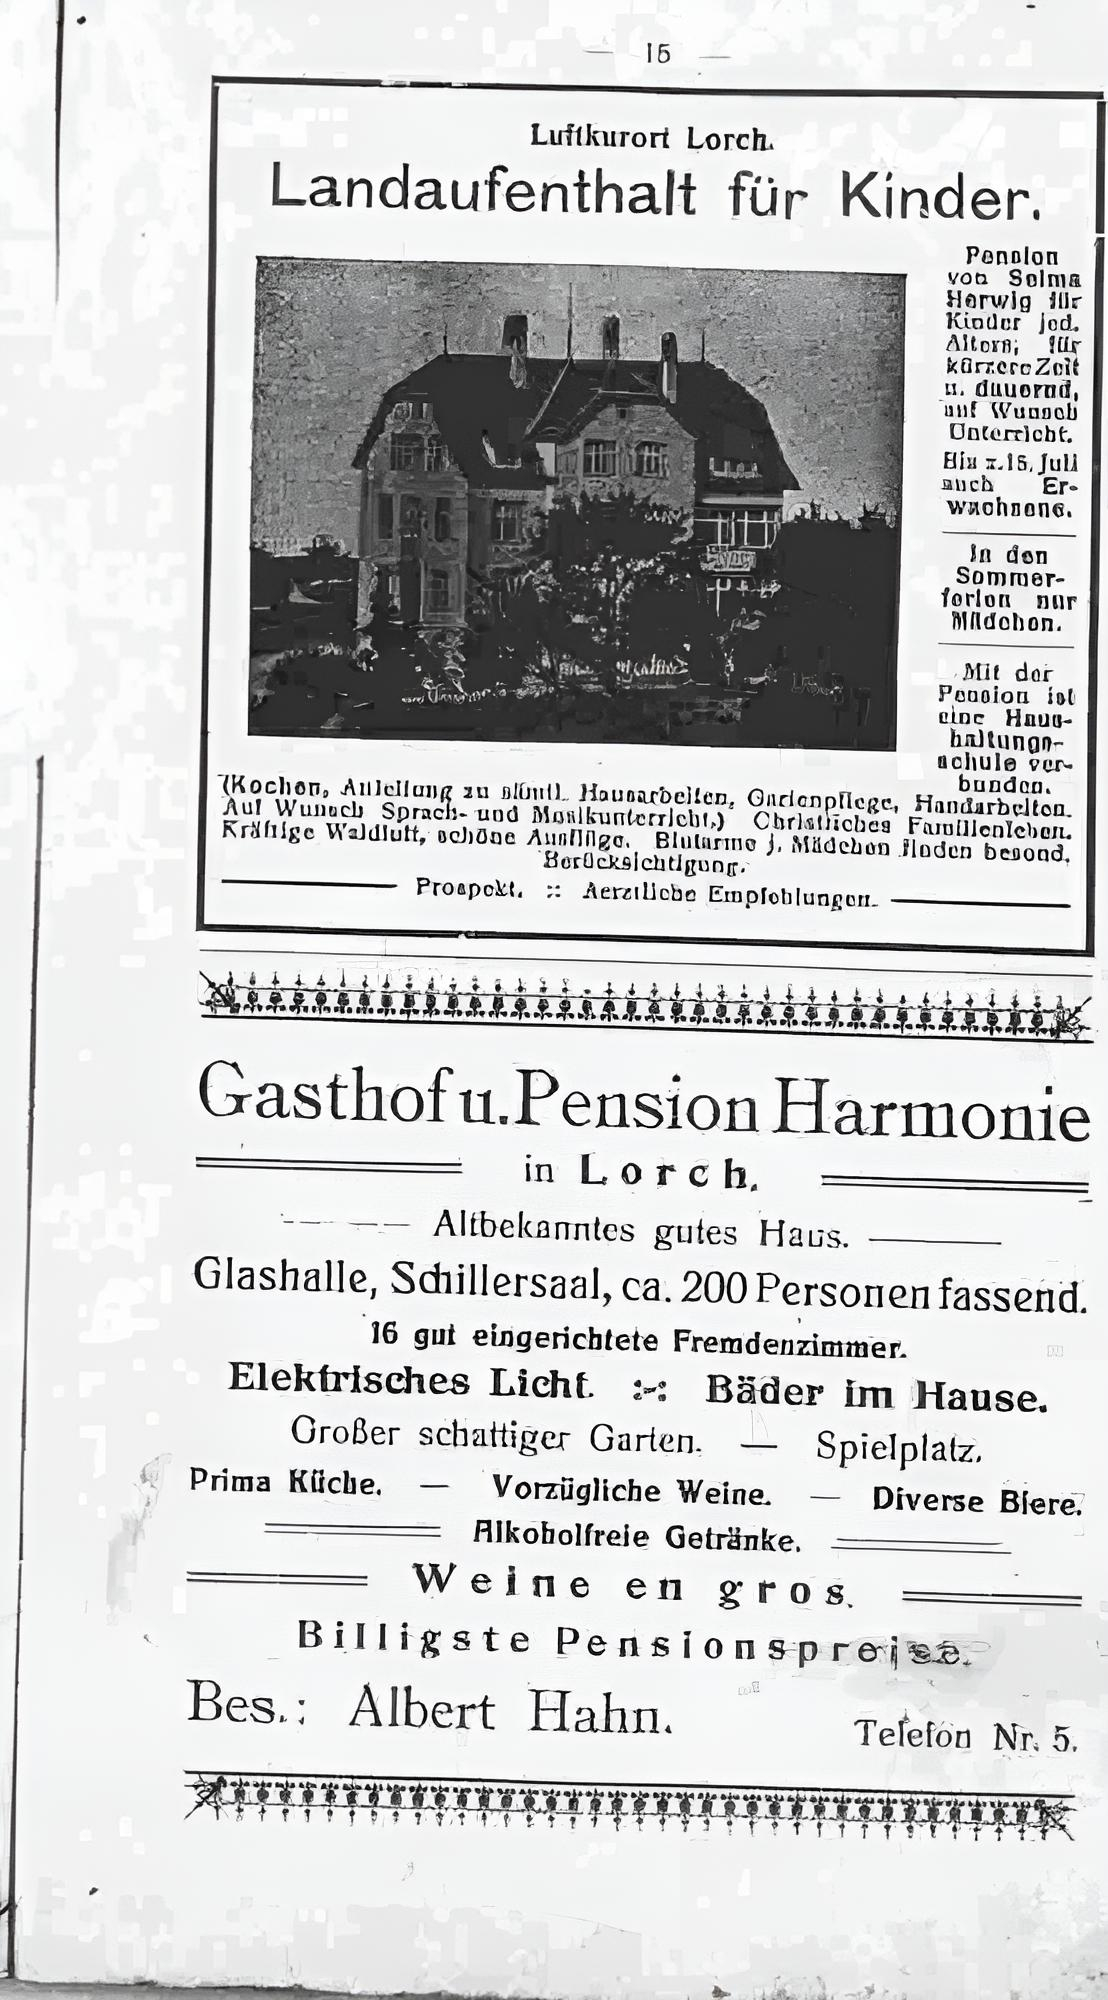 — 15 —
Luftkurort Lorch.
Landaufenthalt für Kinder.
Pension
von Selma
Herwig für
Kinder jed.
Alters; für
kürzere Zeit
u. dauernd,
auf Wunsch
Unterricht.
Bis z. 15. Juli
auch Er-
wachsene.
In den
Sommer-
ferien nur
Mädchen.
Mit der
Pension ist
eine Haus-
haltungs-
schule ver-
bunden.
(Kochen, Anleitung zu sämtl. Hausarbeiten, Gartenpflege, Handarbeiten.
Auf Wunsch Sprach- und Musikunterricht.) Christliches Familienleben.
Kräftige Waldluft, schöne Ausflüge. Blutarme j. Mädchen finden besond.
Berücksichtigung.
Prospekt. :: Aerztliche Empfehlungen.
Gasthof u. Pension Harmonie
in Lorch.
Altbekanntes gutes Haus.
Glashalle, Schillersaal, ca. 200 Personen fassend.
16 gut eingerichtete Fremdenzimmer.
Elektrisches Licht. :-: Bäder im Hause.
Großer schattiger Garten. — Spielplatz.
Prima Küche. — Vorzügliche Weine. — Diverse Biere.
Alkoholfreie Getränke.
Weine en gros.
Billigste Pensionspreise.
Bes.: Albert Hahn.
Telefon Nr. 5.